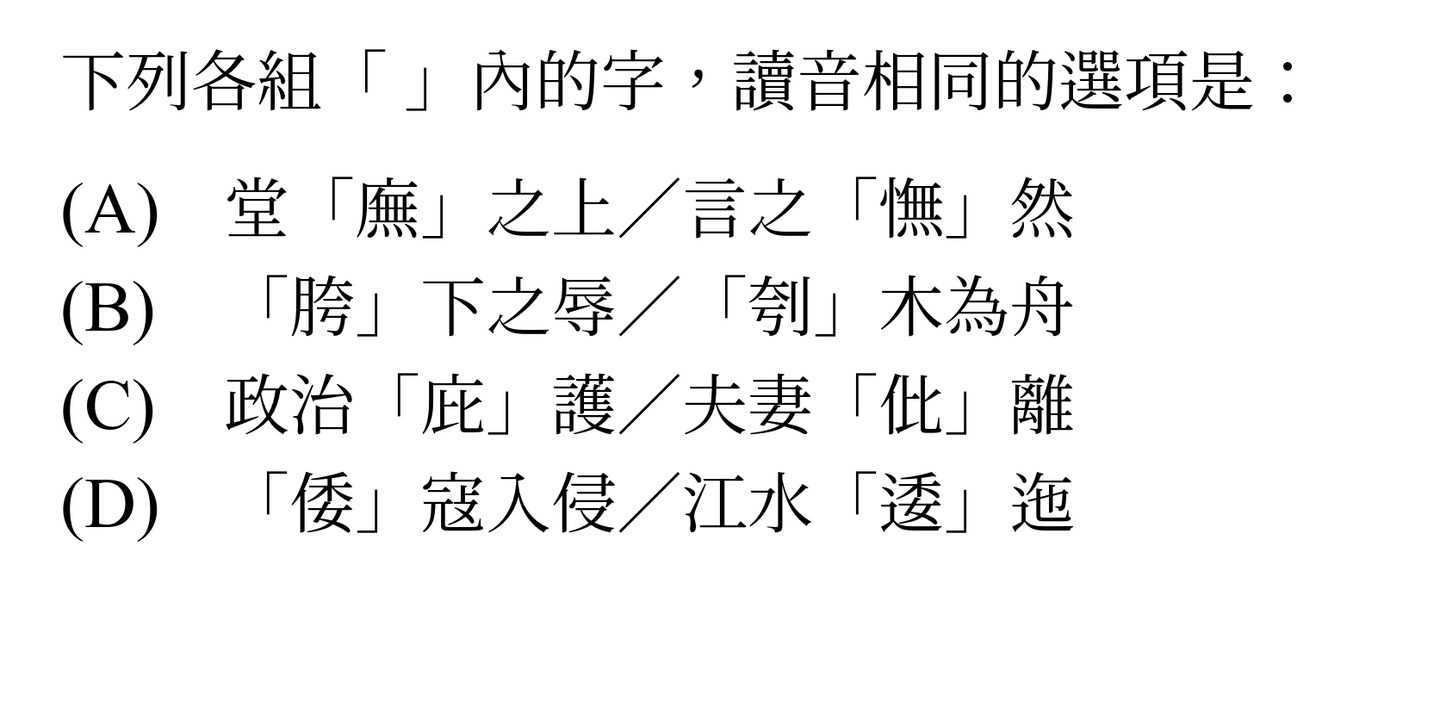 下列各組「 」內的字，讀音相同的選項是：
(A) 堂「廡」之上／言之「憮」然
(B) 「胯」下之辱／「刳」木為舟
(C) 政治「庇」護／夫妻「仳」離
(D) 「倭」寇入侵／江水「逶」迤